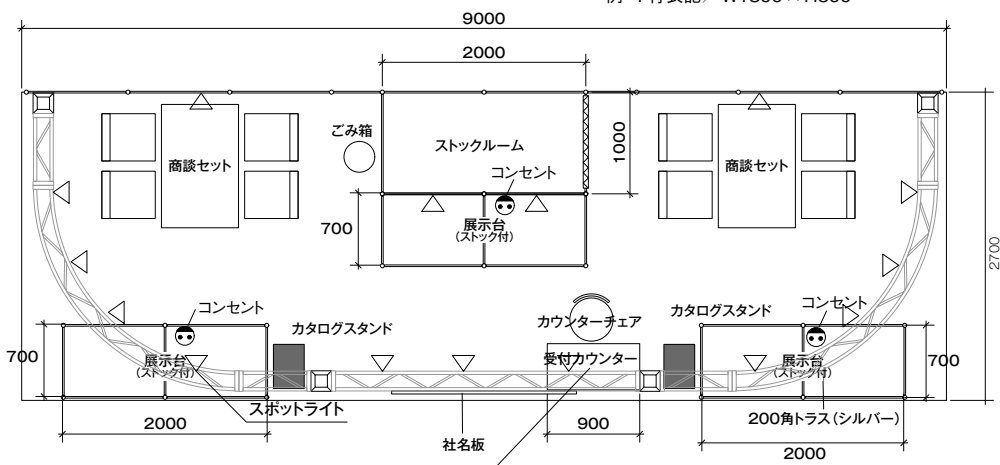 9000
2000
ごみ箱
ストックルーム
1000
商談セット
商談セット
コンセント
700
展示台
(ストック付)
2700
コンセント
カタログスタンド
カウンターチェア
カタログスタンド
コンセント
700
展示台
(ストック付)
受付カウンター
展示台
(ストック付)
700
スポットライト
200角トラス(シルバー)
2000
社名板
900
2000